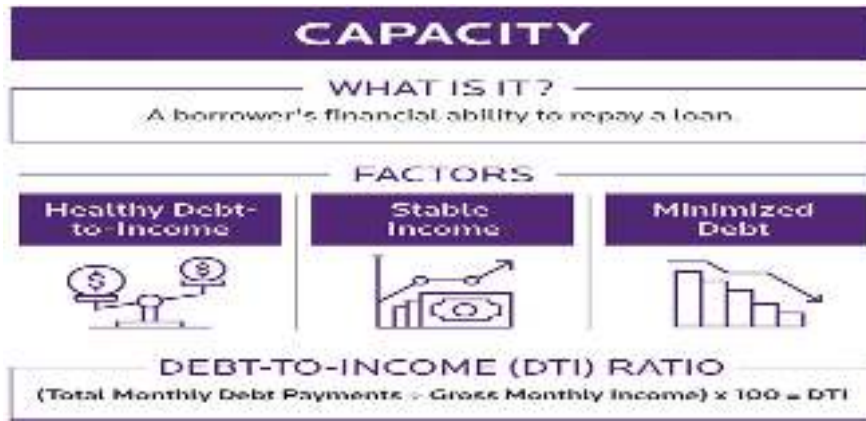 CAPACITY
WHAT IS IT?
A borrower's financial ability to repay a loan.
FACTORS
Healthy Debt-
to-Income
Stable
Income
Minimized
Debt
$
$
DEBT-TO-INCOME (DTI) RATIO
(Total Monthly Debt Payments ÷ Gross Monthly Income) x 100 = DTI